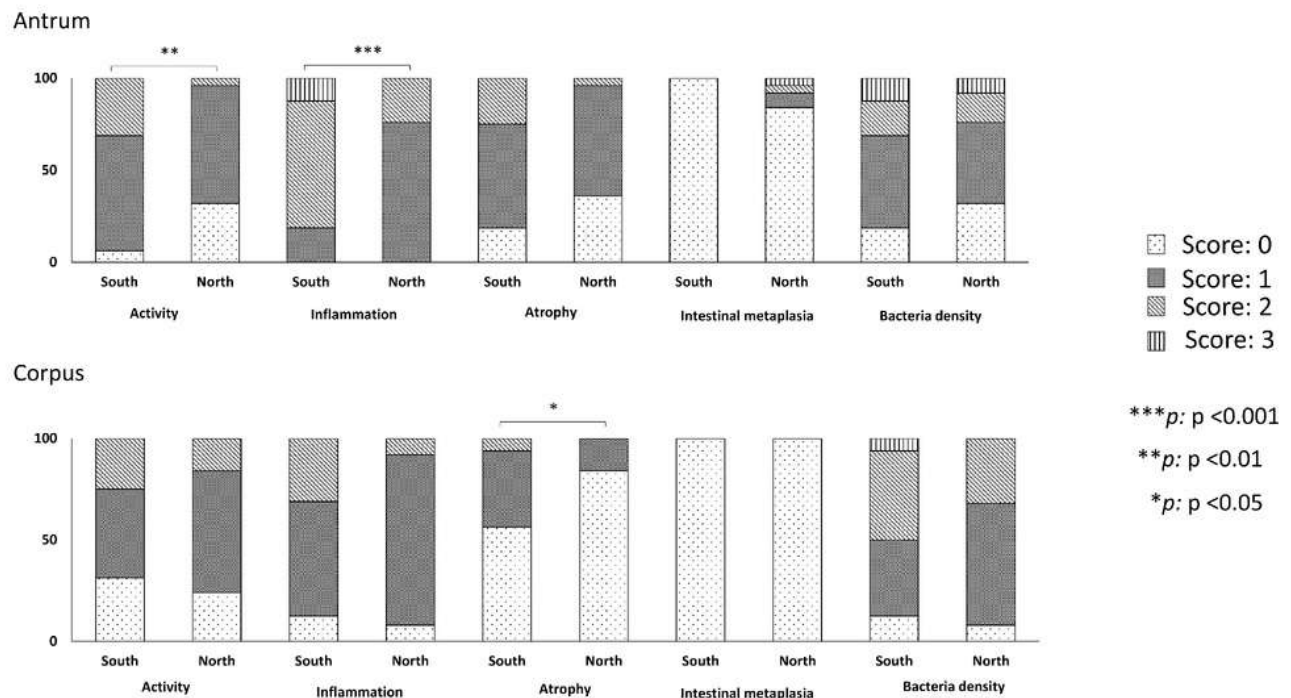 Antrum
** ***
100
50
0
South North South North South North South North South North
Activity Inflammation Atrophy Intestinal metaplasia Bacteria density
Score: 0
Score: 1
Score: 2
Score: 3
Corpus
*
100
50
0
South North South North South North South North South North
Activity Inflammation Atrophy Intestinal metaplasia Bacteria density
***p: p <0.001
**p: p <0.01
*p: p <0.05